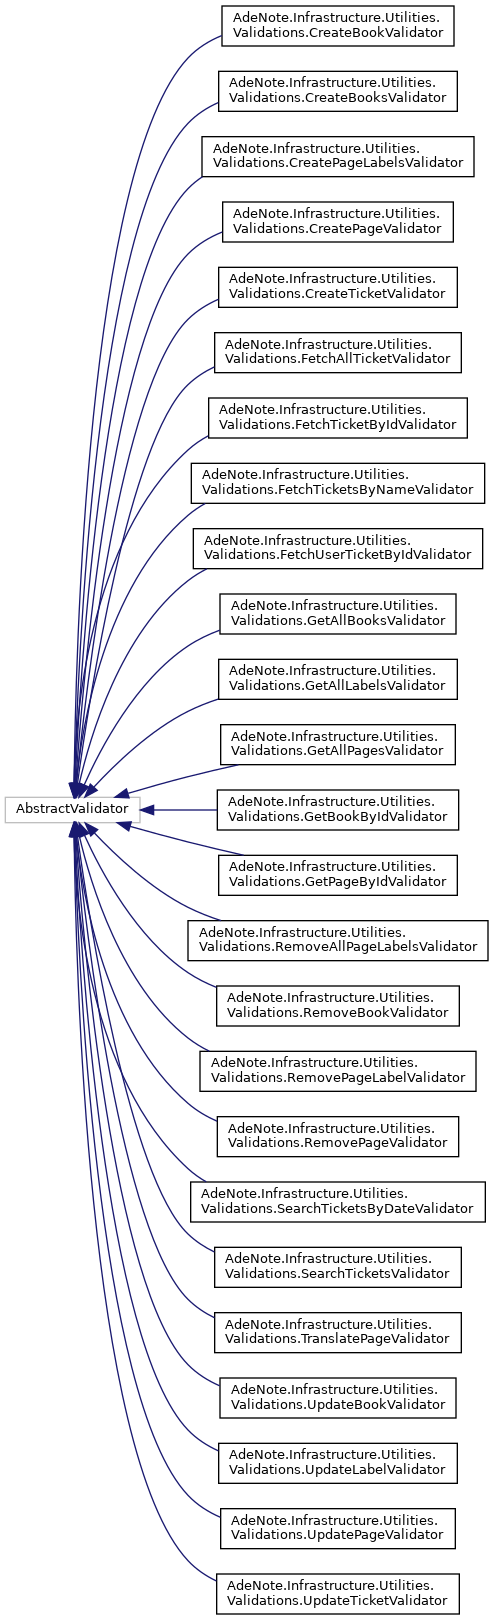 AdeNote.Infrastructure.Utilities.
Validations.CreateBookValidator
AdeNote.Infrastructure.Utilities.
Validations.CreateBooksValidator
AdeNote.Infrastructure.Utilities.
Validations.CreatePageLabelsValidator
AdeNote.Infrastructure.Utilities.
Validations.CreatePageValidator
AdeNote.Infrastructure.Utilities.
Validations.CreateTicketValidator
AdeNote.Infrastructure.Utilities.
Validations.FetchAllTicketValidator
AdeNote.Infrastructure.Utilities.
Validations.FetchTicketByIdValidator
AdeNote.Infrastructure.Utilities.
Validations.FetchTicketsByNameValidator
AdeNote.Infrastructure.Utilities.
Validations.FetchUserTicketByIdValidator
AdeNote.Infrastructure.Utilities.
Validations.GetAllBooksValidator
AdeNote.Infrastructure.Utilities.
Validations.GetAllLabelsValidator
AdeNote.Infrastructure.Utilities.
Validations.GetAllPagesValidator
AbstractValidator
AdeNote.Infrastructure.Utilities.
Validations.GetBookByIdValidator
AdeNote.Infrastructure.Utilities.
Validations.GetPageByIdValidator
AdeNote.Infrastructure.Utilities.
Validations.RemoveAllPageLabelsValidator
AdeNote.Infrastructure.Utilities.
Validations.RemoveBookValidator
AdeNote.Infrastructure.Utilities.
Validations.RemovePageLabelValidator
AdeNote.Infrastructure.Utilities.
Validations.RemovePageValidator
AdeNote.Infrastructure.Utilities.
Validations.SearchTicketsByDateValidator
AdeNote.Infrastructure.Utilities.
Validations.SearchTicketsValidator
AdeNote.Infrastructure.Utilities.
Validations.TranslatePageValidator
AdeNote.Infrastructure.Utilities.
Validations.UpdateBookValidator
AdeNote.Infrastructure.Utilities.
Validations.UpdateLabelValidator
AdeNote.Infrastructure.Utilities.
Validations.UpdatePageValidator
AdeNote.Infrastructure.Utilities.
Validations.UpdateTicketValidator